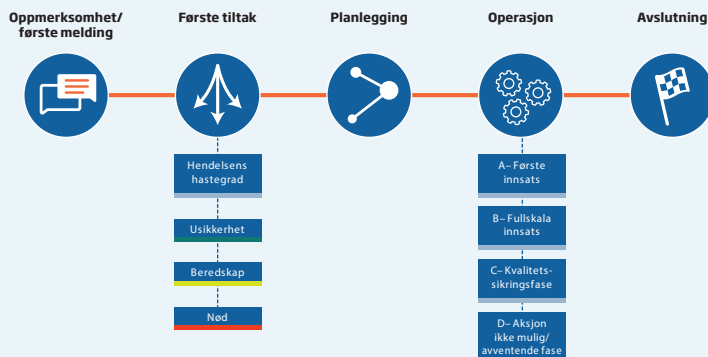 Oppmerksomhet/
første melding
Første tiltak
Planlegging
Operasjon
Avslutning
Hendelsens
hastegrad
Usikkerhet
Beredskap
Nød
A– Første
innsats
B– Fullskala
innsats
C– Kvalitets-
sikringsfase
D– Aksjon
ikke mulig/
avventende fase